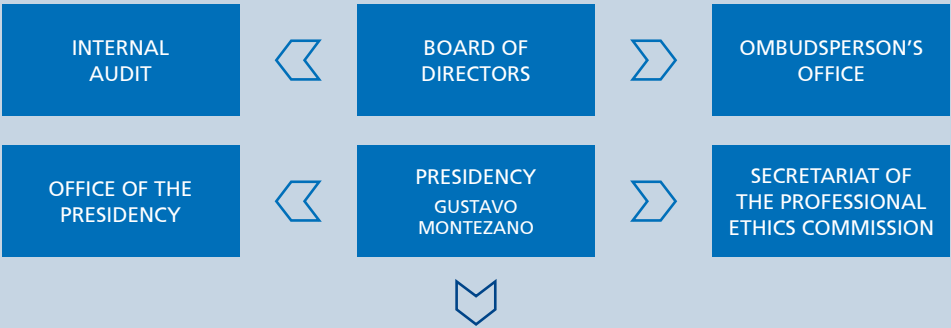 INTERNAL
AUDIT
BOARD OF
DIRECTORS
OMBUDSPERSON'S
OFFICE
OFFICE OF THE
PRESIDENCY
PRESIDENCY
GUSTAVO
MONTEZANO
SECRETARIAT OF
THE PROFESSIONAL
ETHICS COMMISSION